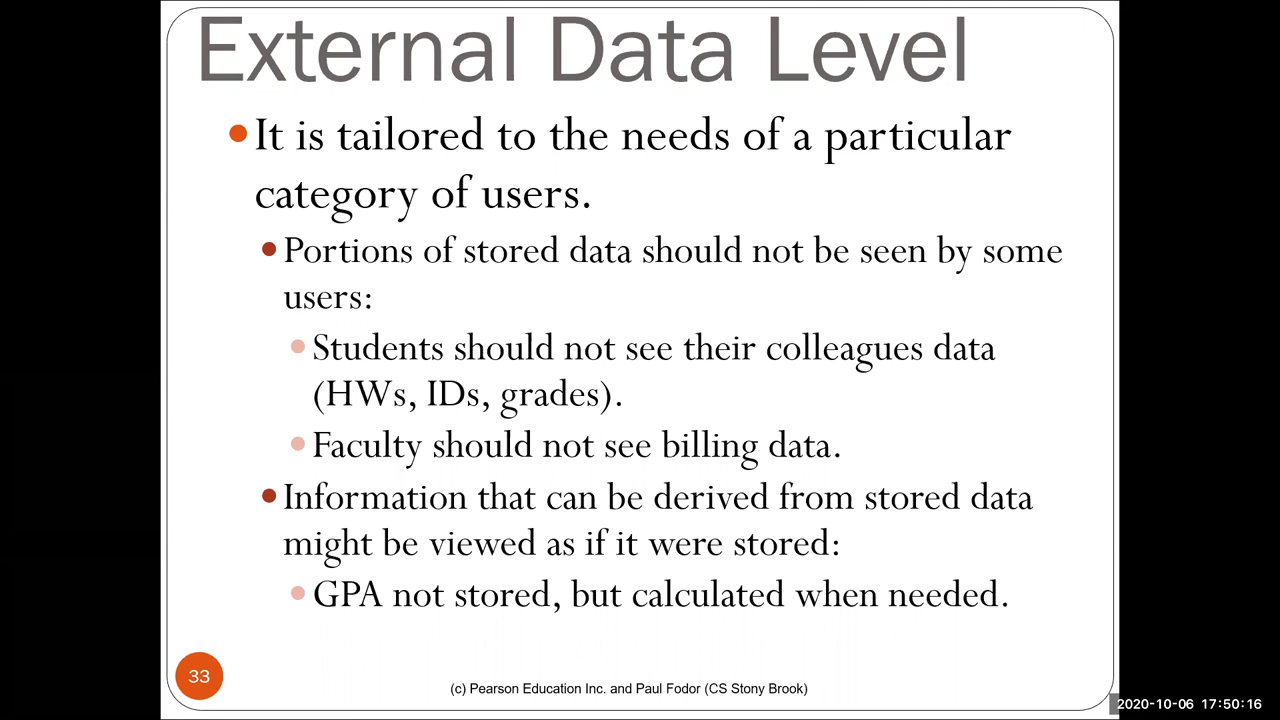 External Data Level
It is tailored to the needs of a particular
category of users.
Portions of stored data should not be seen by some
users:
Students should not see their colleagues data
(HWs, IDs, grades).
Faculty should not see billing data.
Information that can be derived from stored data
might be viewed as if it were stored:
GPA not stored, but calculated when needed.
33
(c) Pearson Education Inc. and Paul Fodor (CS Stony Brook)
2020-10-06 17:50:16